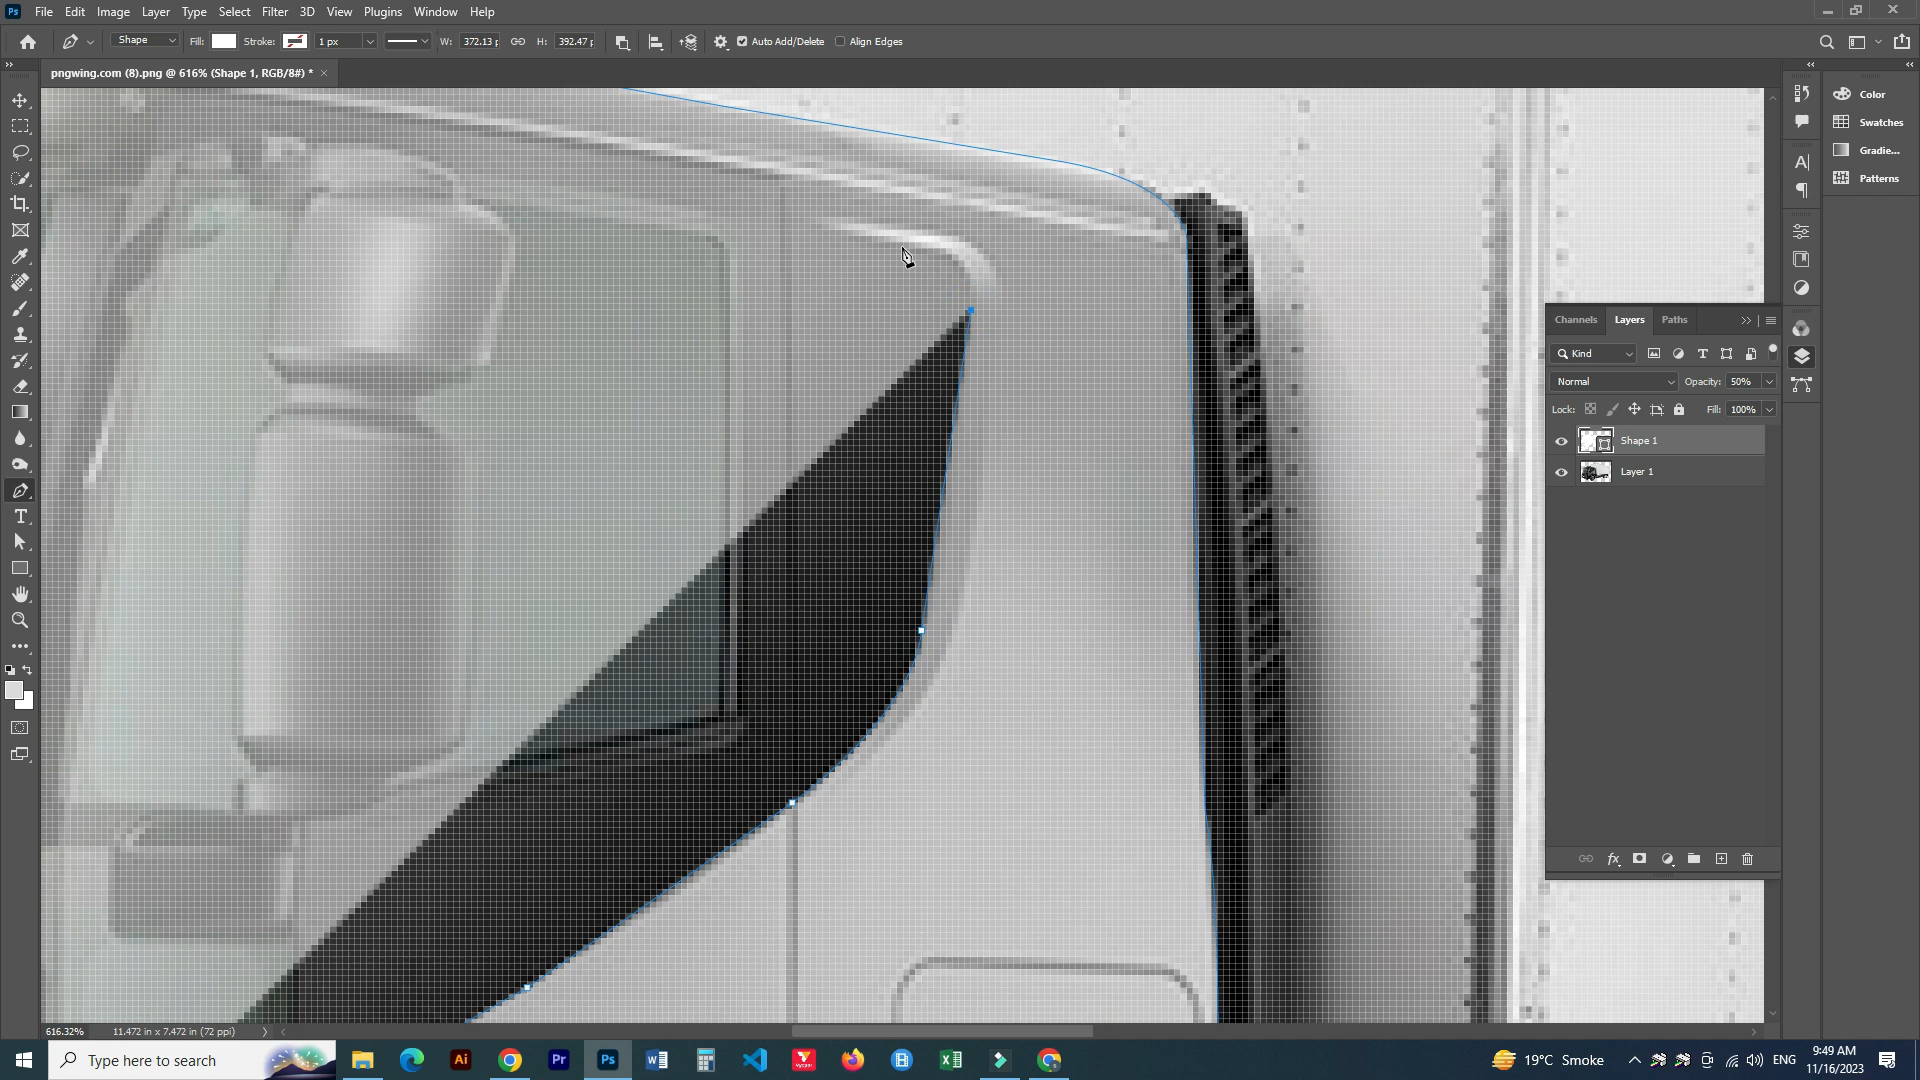 File Edit Image Layer Type Select Filter 3D View Plugins Window Help
Shape Fill: Stroke: 1 px W: 372.13 p H: 392.47 p Auto Add/Delete Align Edges
pngwing.com (8).png @ 616% (Shape 1, RGB/8#) *
Color
Swatches
Gradie...
Patterns
Channels Layers Paths
Kind
Normal Opacity: 50%
Lock: Fill: 100%
Shape 1
Layer 1
616.32% 11.472 in x 7.472 in (72 ppi)
Type here to search
19°C Smoke ENG
9:49 AM
11/16/2023